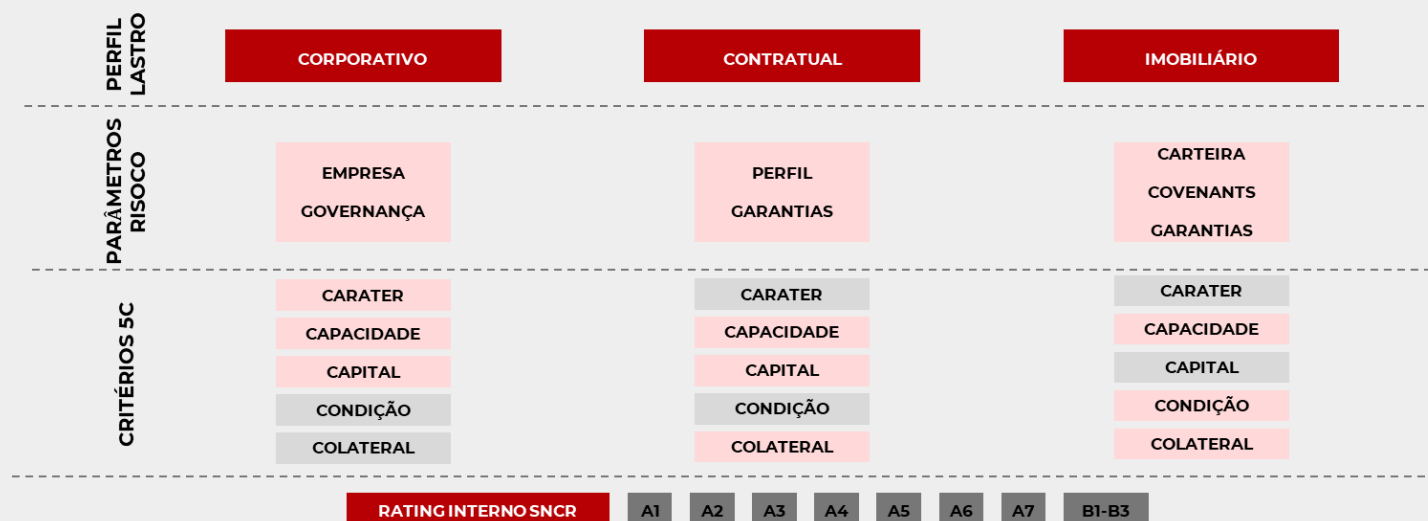 PERFIL
LASTRO
CORPORATIVO
CONTRATUAL
IMOBILIÁRIO
PARÂMETROS
RISOCO
EMPRESA
GOVERNANÇA
PERFIL
GARANTIAS
CARTEIRA
COVENANTS
GARANTIAS
CRITÉRIOS 5C
CARATER
CAPACIDADE
CAPITAL
CONDIÇÃO
COLATERAL
CARATER
CAPACIDADE
CAPITAL
CONDIÇÃO
COLATERAL
CARATER
CAPACIDADE
CAPITAL
CONDIÇÃO
COLATERAL
RATING INTERNO SNCR
A1
A2
A3
A4
A5
A6
A7
B1-B3